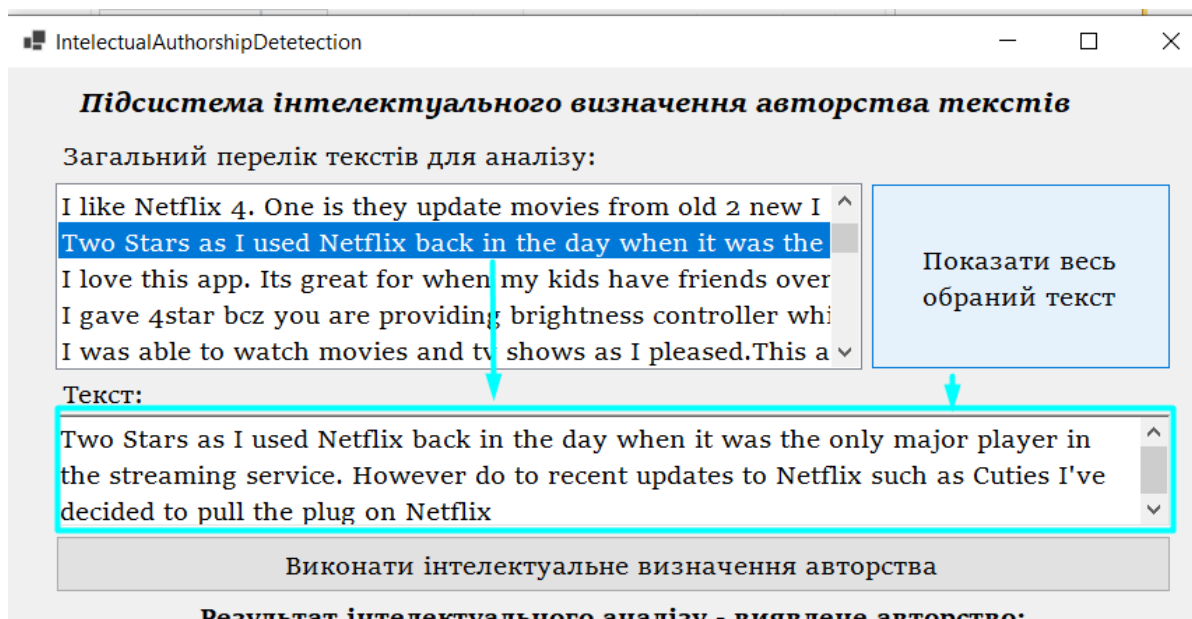 IntelectualAuthorshipDetetection
Підсистема інтелектуального визначення авторства текстів
Загальний перелік текстів для аналізу:
I like Netflix 4. One is they update movies from old 2 new I
Two Stars as I used Netflix back in the day when it was the
I love this app. Its great for when my kids have friends over
I gave 4star bcz you are providing brightness controller whi
I was able to watch movies and tv shows as I pleased.This a
Показати весь
обраний текст
Текст:
Two Stars as I used Netflix back in the day when it was the only major player in
the streaming service. However do to recent updates to Netflix such as Cuties I've
decided to pull the plug on Netflix
Виконати інтелектуальне визначення авторства
Результат інтелектуального аналізу - виявлене авторство: